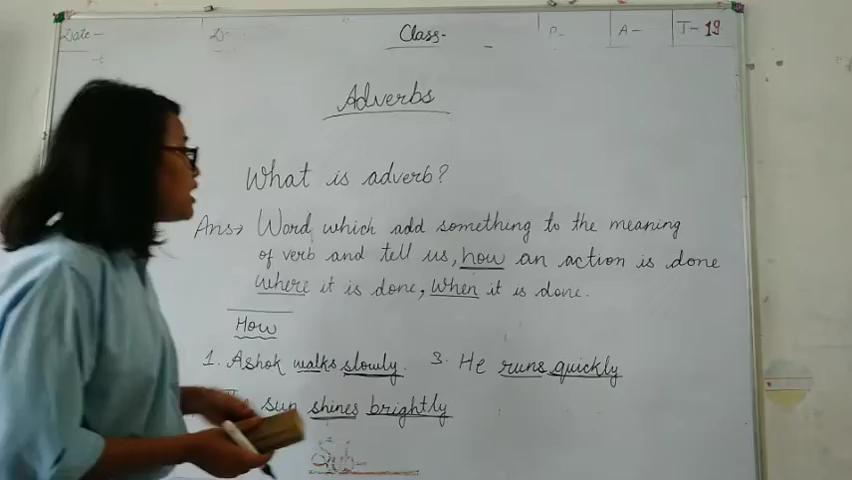 Date- D- Class- P- A- T-19
Adverbs
What is adverb?
Ans→ Word which add something to the meaning
of verb and tell us, how an action is done
where it is done, when it is done.
How
1. Ashok walks slowly. 3. He runs quickly
sun shines brightly